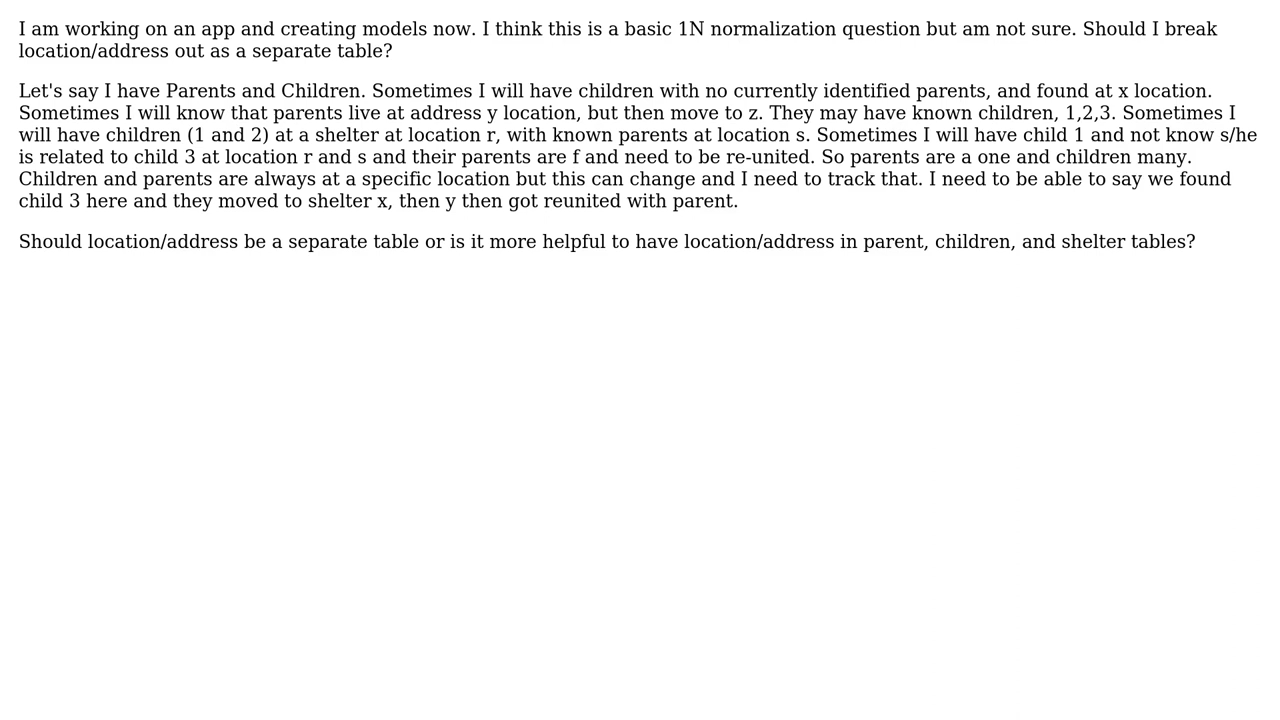 I am working on an app and creating models now. I think this is a basic 1N normalization question but am not sure. Should I break
location/address out as a separate table?
Let's say I have Parents and Children. Sometimes I will have children with no currently identified parents, and found at x location.
Sometimes I will know that parents live at address y location, but then move to z. They may have known children, 1,2,3. Sometimes I
will have children (1 and 2) at a shelter at location r, with known parents at location s. Sometimes I will have child 1 and not know s/he
is related to child 3 at location r and s and their parents are f and need to be re-united. So parents are a one and children many.
Children and parents are always at a specific location but this can change and I need to track that. I need to be able to say we found
child 3 here and they moved to shelter x, then y then got reunited with parent.
Should location/address be a separate table or is it more helpful to have location/address in parent, children, and shelter tables?